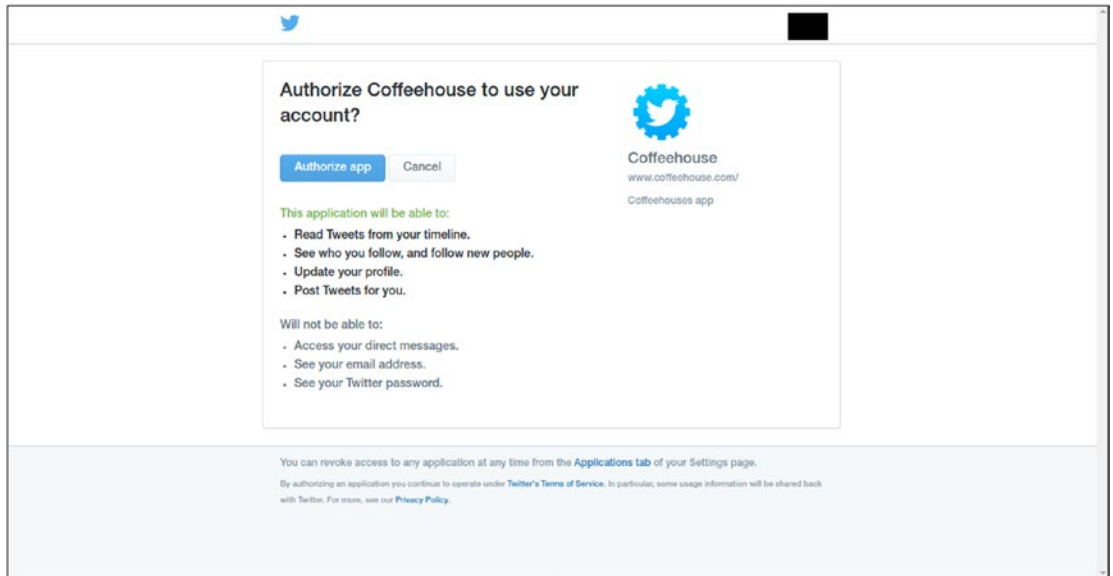 Authorize Coffeehouse to use your
account?
Authorize app
Cancel
Coffeehouse
www.coffeehouse.com/
Coffeehouses app
This application will be able to:
• Read Tweets from your timeline.
• See who you follow, and follow new people.
• Update your profile.
• Post Tweets for you.
Will not be able to:
• Access your direct messages.
• See your email address.
• See your Twitter password.
You can revoke access to any application at any time from the Applications tab of your Settings page.
By authorizing an application you continue to operate under Twitter's Terms of Service. In particular, some usage information will be shared back
with Twitter. For more, see our Privacy Policy.